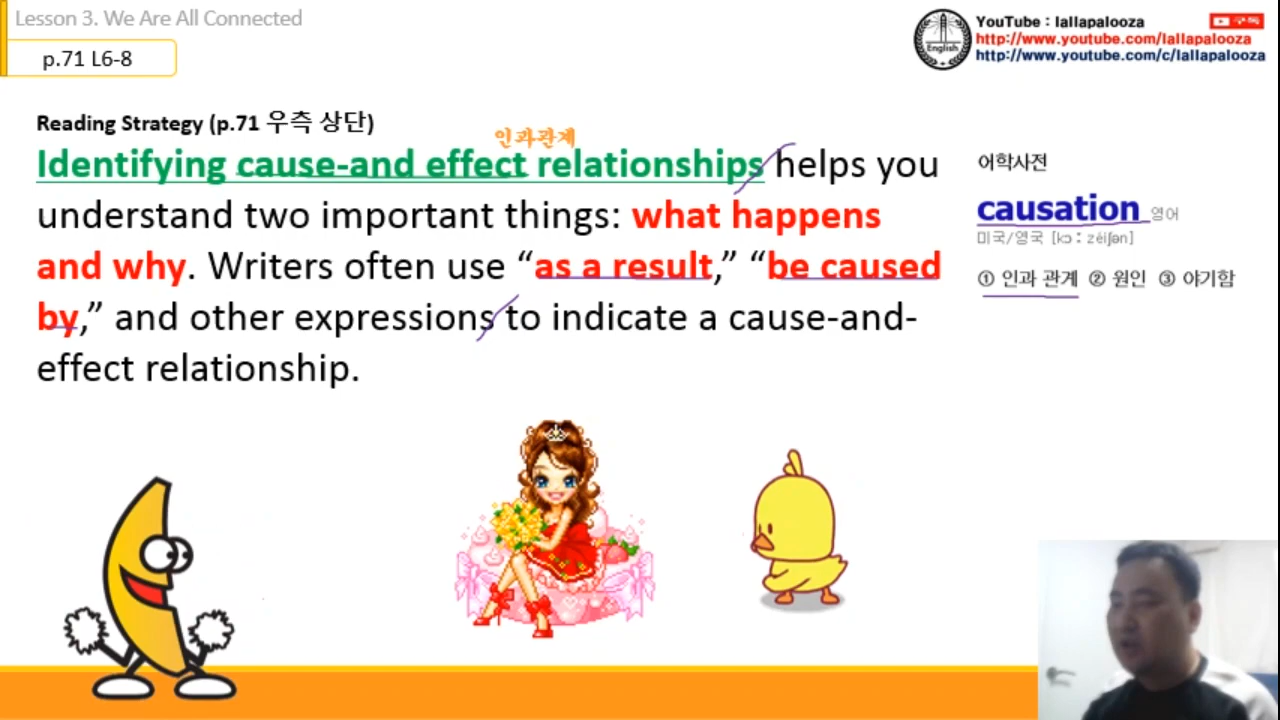 Lesson 3. We Are All Connected
p.71 L6-8
English
YouTube : lallapalooza
구독
http://www.youtube.com/lallapalooza
http://www.youtube.com/c/lallapalooza
Reading Strategy (p.71 우측 상단)
인과관계
Identifying cause-and effect relationships helps you
understand two important things: what happens
and why. Writers often use “as a result,” “be caused
by,” and other expressions to indicate a cause-and-
effect relationship.
어학사전
causation 영어
미국/영국 [kɔːzéiʃən]
① 인과 관계 ② 원인 ③ 야기함